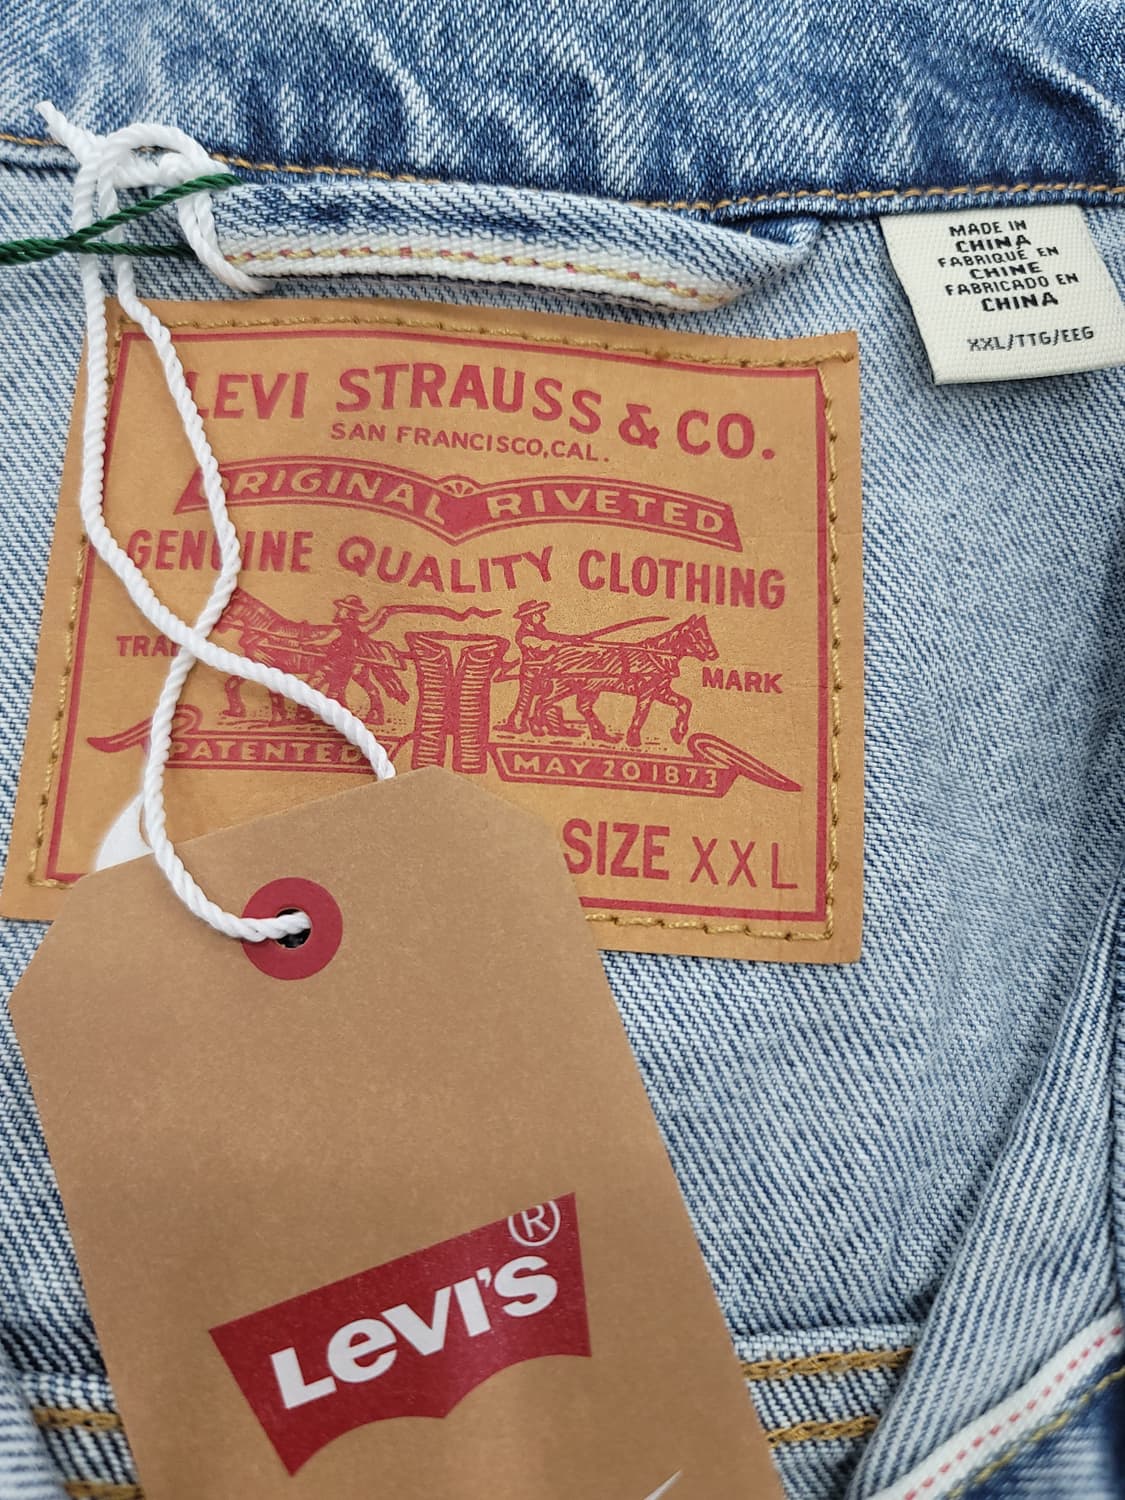 MADE IN
CHINA
FABRIQUÉ EN
CHINE
FABRICADO EN
CHINA
XXL/TTG/EEG
LEVI STRAUSS & CO.
SAN FRANCISCO, CAL.
ORIGINAL RIVETED
GENUINE QUALITY CLOTHING
TRA MARK
PATENTED MAY 20 1873
SIZE XXL
Levi's®